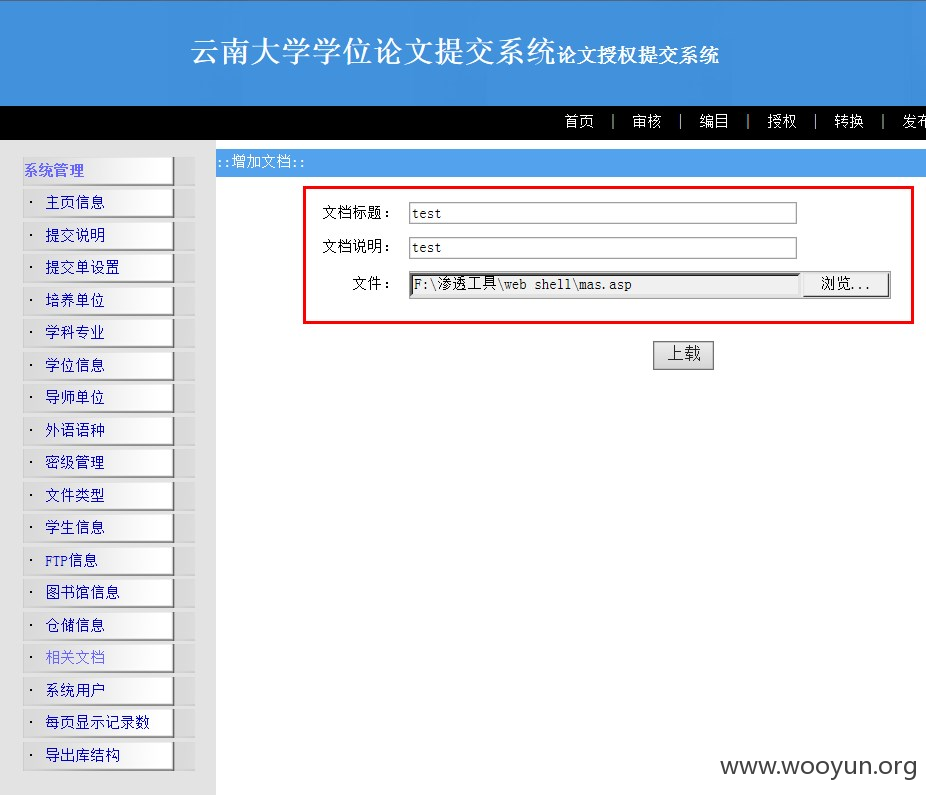 云南大学学位论文提交系统论文授权提交系统
首页 | 审核 | 编目 | 授权 | 转换 | 发布
系统管理
· 主页信息
· 提交说明
· 提交单设置
· 培养单位
· 学科专业
· 学位信息
· 导师单位
· 外语语种
· 密级管理
· 文件类型
· 学生信息
· FTP信息
· 图书馆信息
· 仓储信息
· 相关文档
· 系统用户
· 每页显示记录数
· 导出库结构
::增加文档::
文档标题： test
文档说明： test
文件： F:\渗透工具\web shell\mas.asp 浏览...
上载
www.wooyun.org